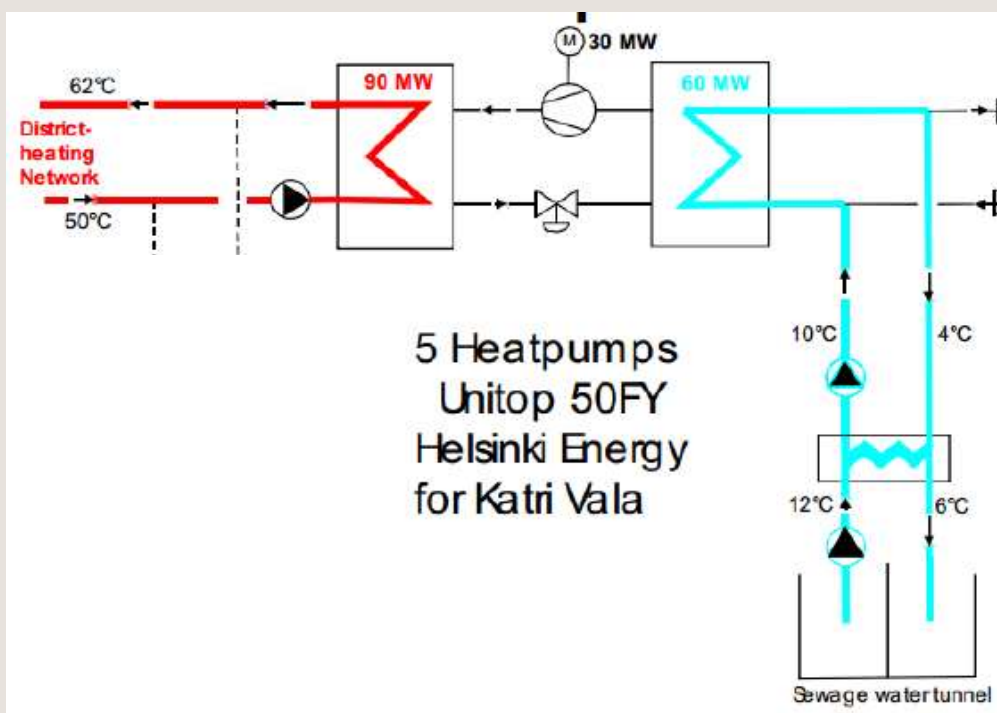 M 30 MW
62°C
90 MW
60 MW
District-
heating
Network
50°C
10°C
4°C
5 Heatpumps
Unitop 50FY
Helsinki Energy
for Katri Vala
12°C
6°C
Sewage water tunnel